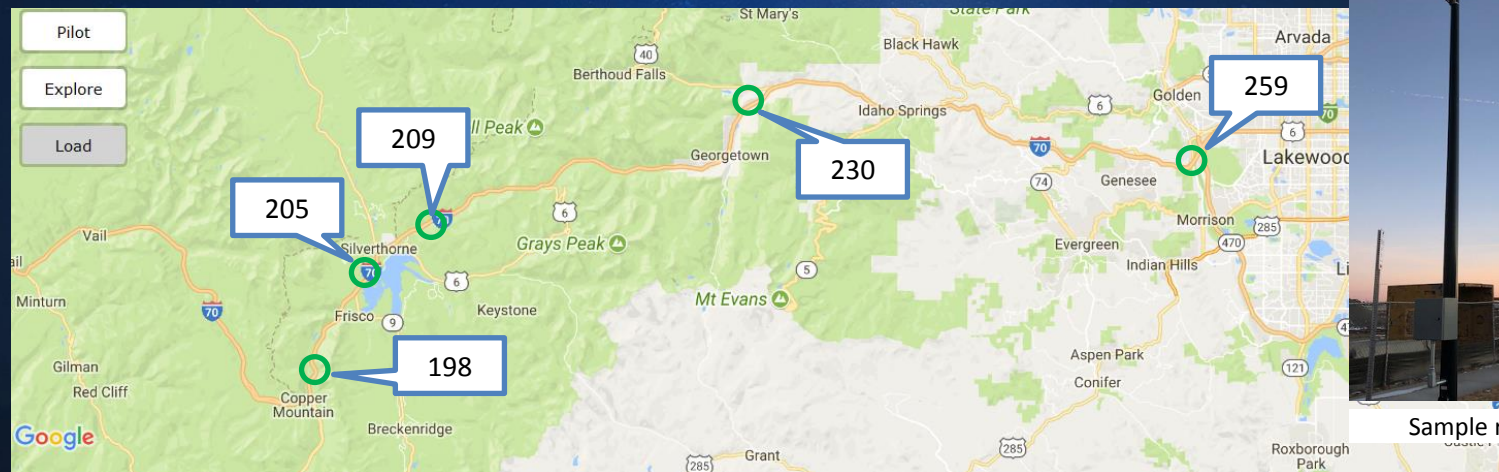 Pilot
Explore
Load
St Mary's
State Park
40
Berthoud Falls
Black Hawk
Arvada
Golden
259
6
70
6
Idaho Springs
Lakewood
209
ll Peak
Georgetown
230
70
74
Genesee
205
6
Vail
Silverthorne
Grays Peak
Morrison
285
Evergreen
470
Indian Hills
70
6
5
Minturn
70
Keystone
Mt Evans
Frisco
9
198
Gilman
Red Cliff
Copper
Mountain
Aspen Park
Conifer
121
Google
Breckenridge
285
Grant
285
Roxborough
Park
Sample